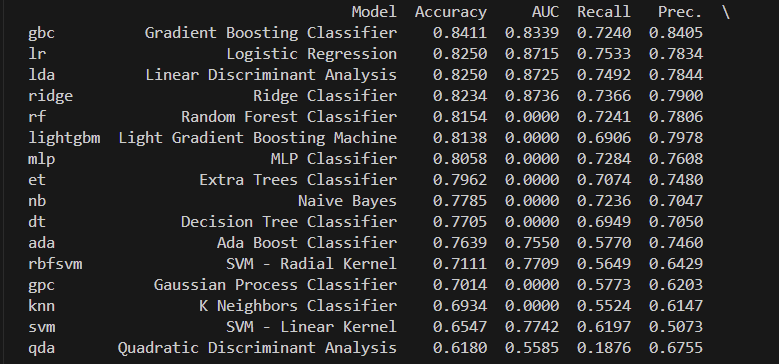 Model Accuracy AUC Recall Prec. \
gbc Gradient Boosting Classifier 0.8411 0.8339 0.7240 0.8405
lr Logistic Regression 0.8250 0.8715 0.7533 0.7834
lda Linear Discriminant Analysis 0.8250 0.8725 0.7492 0.7844
ridge Ridge Classifier 0.8234 0.8736 0.7366 0.7900
rf Random Forest Classifier 0.8154 0.0000 0.7241 0.7806
lightgbm Light Gradient Boosting Machine 0.8138 0.0000 0.6906 0.7978
mlp MLP Classifier 0.8058 0.0000 0.7284 0.7608
et Extra Trees Classifier 0.7962 0.0000 0.7074 0.7480
nb Naive Bayes 0.7785 0.0000 0.7236 0.7047
dt Decision Tree Classifier 0.7705 0.0000 0.6949 0.7050
ada Ada Boost Classifier 0.7639 0.7550 0.5770 0.7460
rbfsvm SVM - Radial Kernel 0.7111 0.7709 0.5649 0.6429
gpc Gaussian Process Classifier 0.7014 0.0000 0.5773 0.6203
knn K Neighbors Classifier 0.6934 0.0000 0.5524 0.6147
svm SVM - Linear Kernel 0.6547 0.7742 0.6197 0.5073
qda Quadratic Discriminant Analysis 0.6180 0.5585 0.1876 0.6755